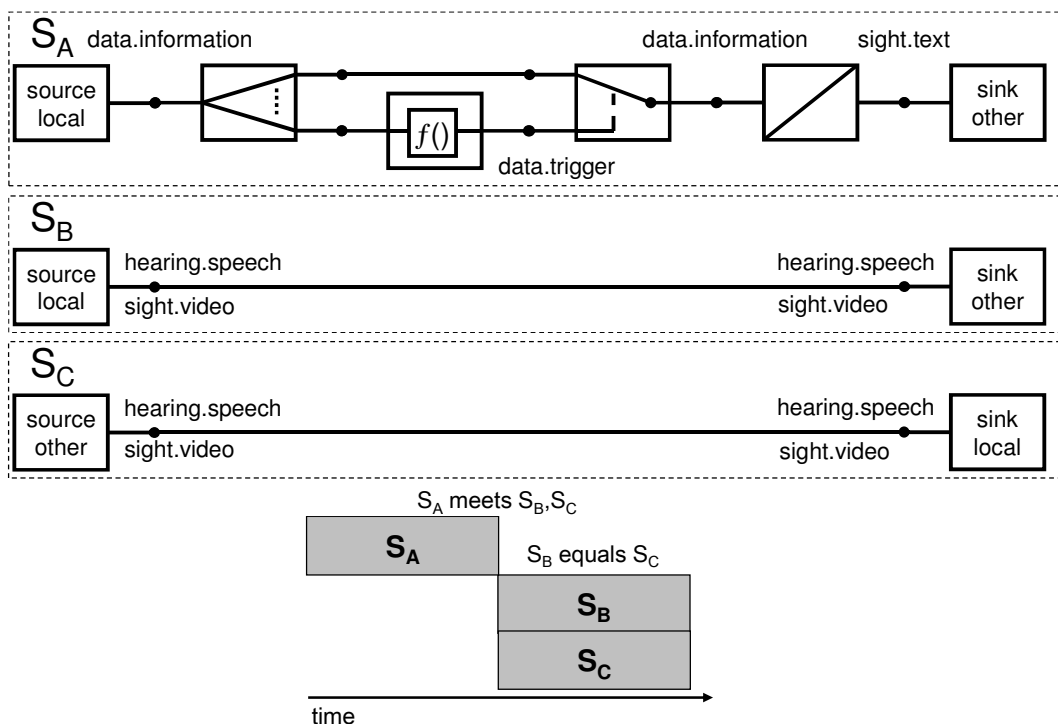 S_A
data.information
data.information
sight.text
source
local
f()
data.trigger
sink
other
S_B
source
local
hearing.speech
sight.video
hearing.speech
sight.video
sink
other
S_C
source
other
hearing.speech
sight.video
hearing.speech
sight.video
sink
local
S_A meets S_B,S_C
S_A
S_B equals S_C
S_B
S_C
time